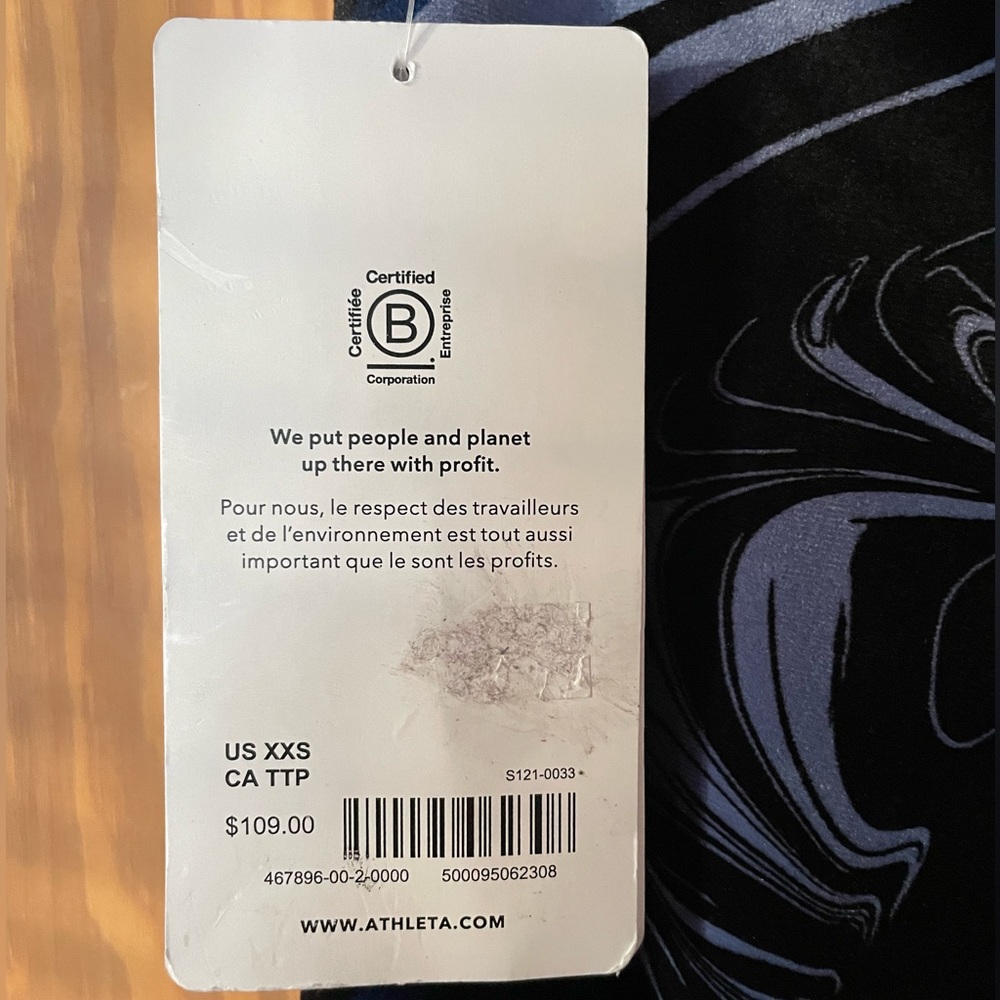 Certified
Certifiée
B
Entreprise
Corporation
We put people and planet
up there with profit.
Pour nous, le respect des travailleurs
et de l'environnement est tout aussi
important que le sont les profits.
US XXS
CA TTP
S121-0033
$109.00
467896-00-2-0000 500095062308
WWW.ATHLETA.COM